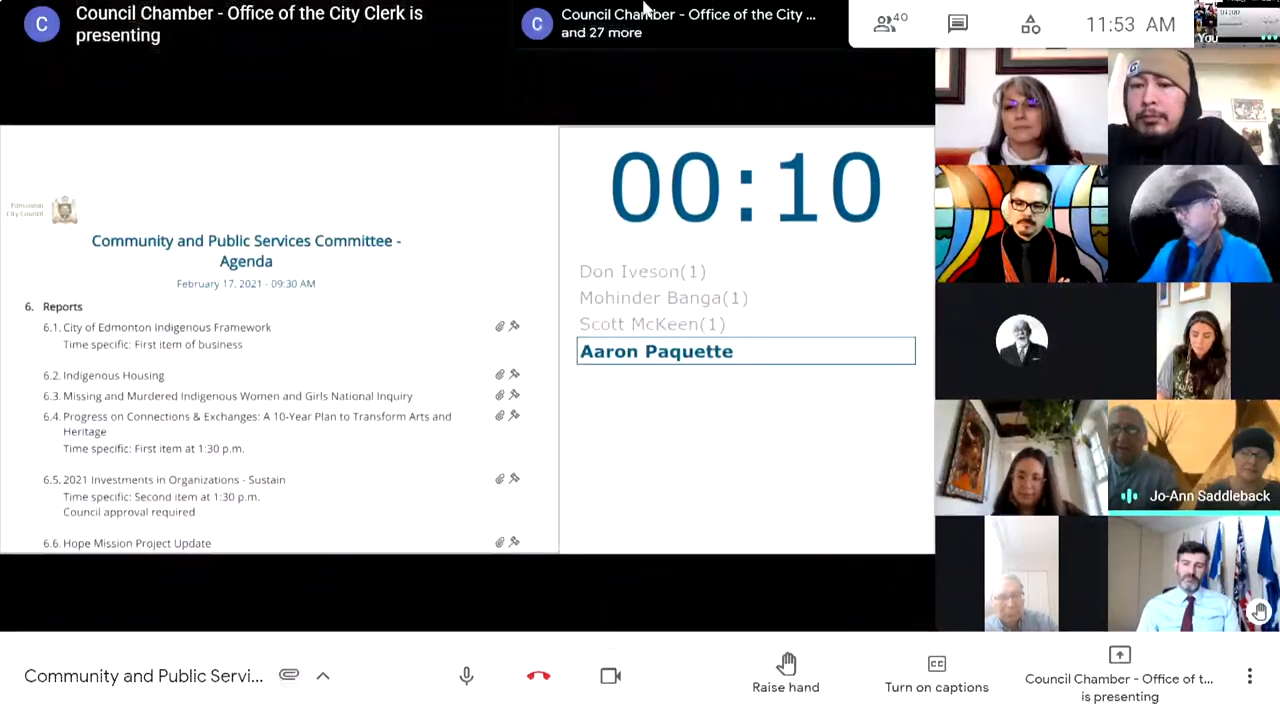 C
Council Chamber - Office of the City Clerk is
presenting
C
Council Chamber - Office of the City ...
and 27 more
40
11:53 AM
You
Edmonton
City Council
Community and Public Services Committee -
Agenda
February 17, 2021 - 09:30 AM
6. Reports
6.1. City of Edmonton Indigenous Framework
Time specific: First item of business
6.2. Indigenous Housing
6.3. Missing and Murdered Indigenous Women and Girls National Inquiry
6.4. Progress on Connections & Exchanges: A 10-Year Plan to Transform Arts and
Heritage
Time specific: First item at 1:30 p.m.
6.5. 2021 Investments in Organizations - Sustain
Time specific: Second item at 1:30 p.m.
Council approval required
6.6. Hope Mission Project Update
00:10
Don Iveson(1)
Mohinder Banga(1)
Scott McKeen(1)
Aaron Paquette
Jo-Ann Saddleback
Community and Public Servi...
Raise hand
Turn on captions
Council Chamber - Office of t...
is presenting